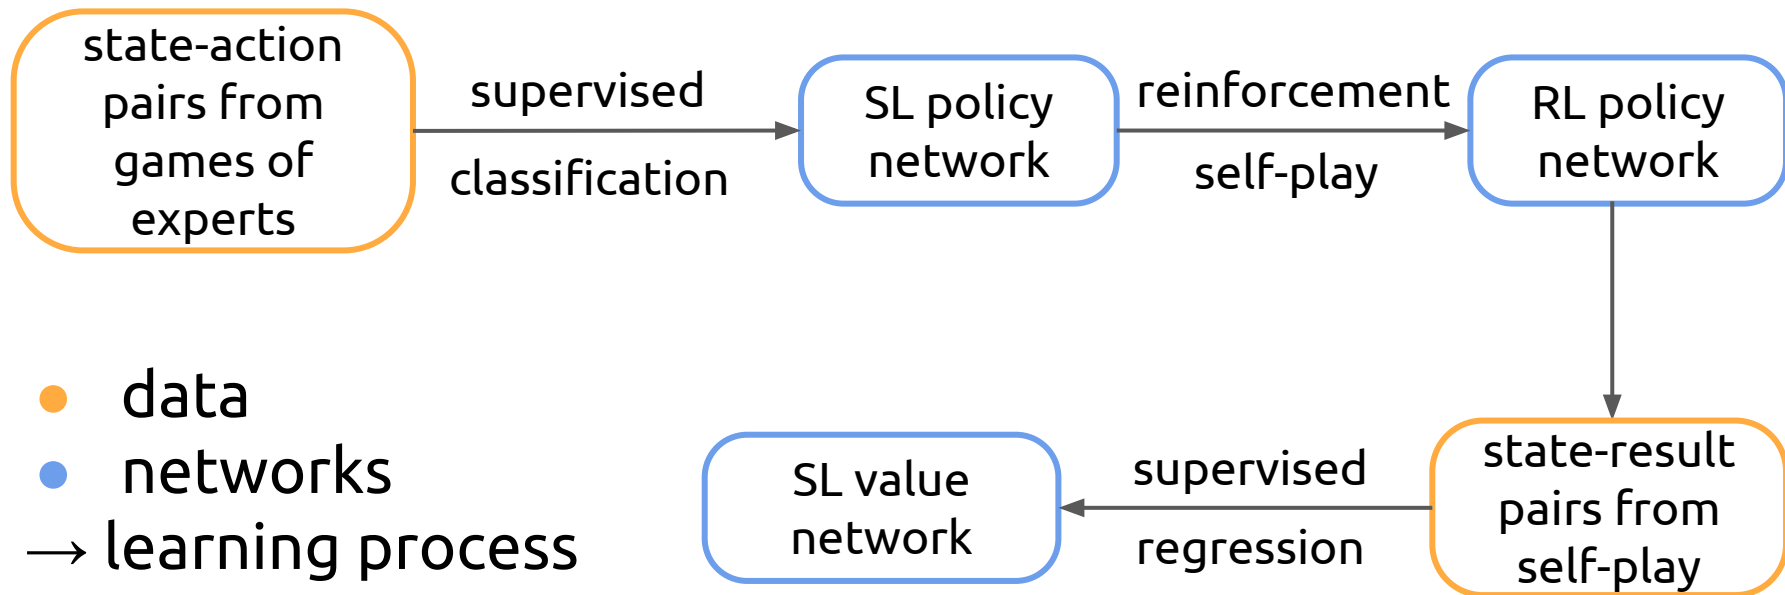 state-action
pairs from
games of
experts
supervised
classification
SL policy
network
reinforcement
self-play
RL policy
network
state-result
pairs from
self-play
supervised
regression
SL value
network
data
networks
→ learning process